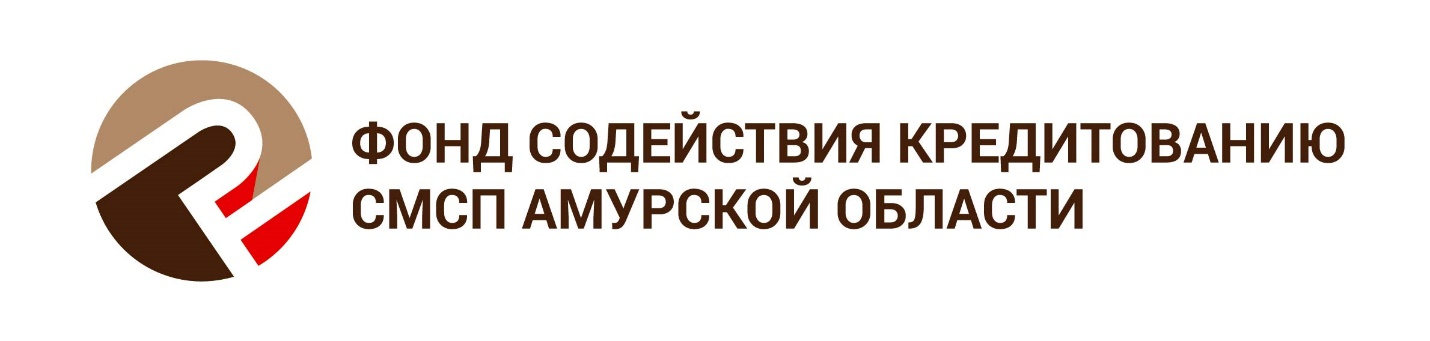 ФОНД СОДЕЙСТВИЯ КРЕДИТОВАНИЮ
СМСП АМУРСКОЙ ОБЛАСТИ